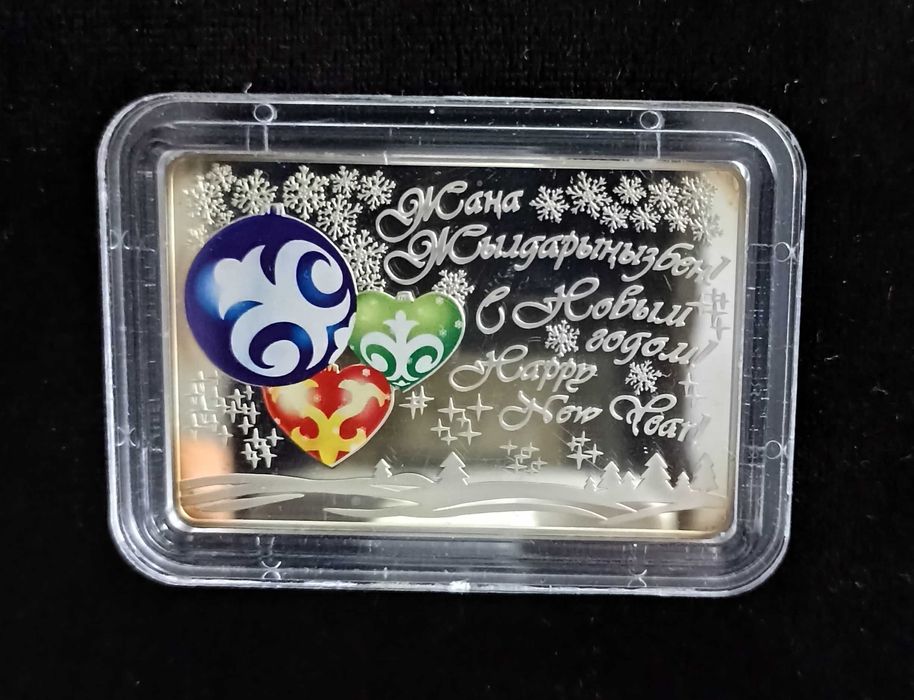 Жаңа
Жылдарыңызбен!
С Новым
годом!
Happy
New Year!